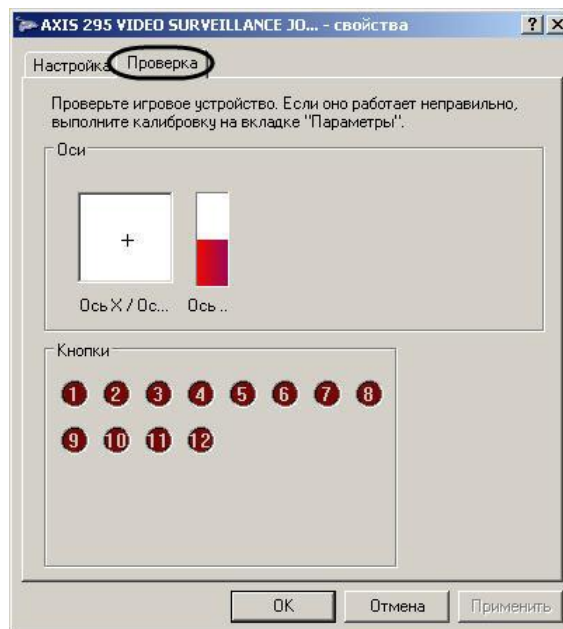 AXIS 295 VIDEO SURVEILLANCE JO... - свойства
Настройка Проверка
Проверьте игровое устройство. Если оно работает неправильно,
выполните калибровку на вкладке "Параметры".
Оси
Ось X / Ос... Ось ..
Кнопки
1 2 3 4 5 6 7 8
9 10 11 12
OK Отмена Применить